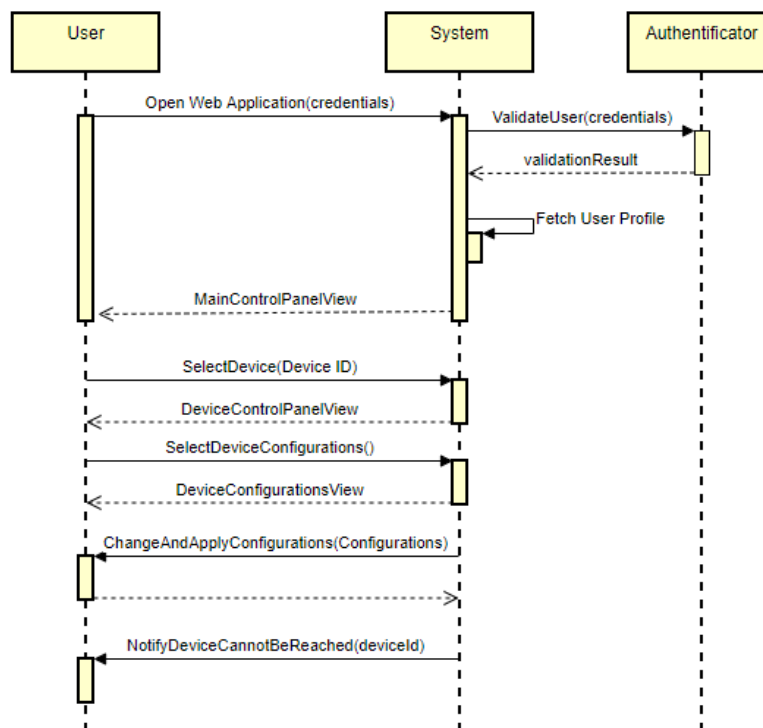 User
System
Authentificator
Open Web Application(credentials)
ValidateUser(credentials)
validationResult
Fetch User Profile
MainControlPanelView
SelectDevice(Device ID)
DeviceControlPanelView
SelectDeviceConfigurations()
DeviceConfigurationsView
ChangeAndApplyConfigurations(Configurations)
NotifyDeviceCannotBeReached(deviceId)